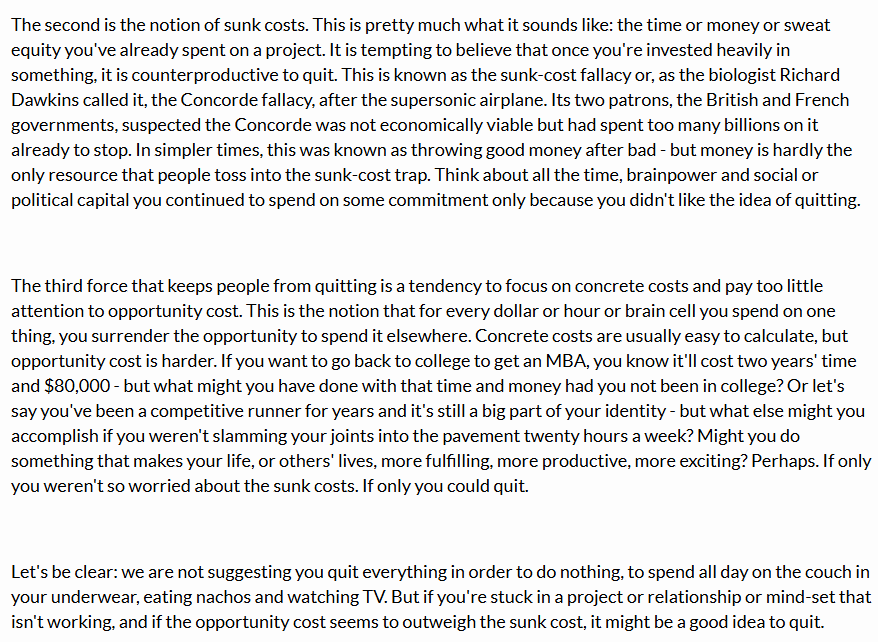 The second is the notion of sunk costs. This is pretty much what it sounds like: the time or money or sweat
equity you've already spent on a project. It is tempting to believe that once you're invested heavily in
something, it is counterproductive to quit. This is known as the sunk-cost fallacy or, as the biologist Richard
Dawkins called it, the Concorde fallacy, after the supersonic airplane. Its two patrons, the British and French
governments, suspected the Concorde was not economically viable but had spent too many billions on it
already to stop. In simpler times, this was known as throwing good money after bad - but money is hardly the
only resource that people toss into the sunk-cost trap. Think about all the time, brainpower and social or
political capital you continued to spend on some commitment only because you didn't like the idea of quitting.
The third force that keeps people from quitting is a tendency to focus on concrete costs and pay too little
attention to opportunity cost. This is the notion that for every dollar or hour or brain cell you spend on one
thing, you surrender the opportunity to spend it elsewhere. Concrete costs are usually easy to calculate, but
opportunity cost is harder. If you want to go back to college to get an MBA, you know it'll cost two years' time
and $80,000 - but what might you have done with that time and money had you not been in college? Or let's
say you've been a competitive runner for years and it's still a big part of your identity - but what else might you
accomplish if you weren't slamming your joints into the pavement twenty hours a week? Might you do
something that makes your life, or others' lives, more fulfilling, more productive, more exciting? Perhaps. If only
you weren't so worried about the sunk costs. If only you could quit.
Let's be clear: we are not suggesting you quit everything in order to do nothing, to spend all day on the couch in
your underwear, eating nachos and watching TV. But if you're stuck in a project or relationship or mind-set that
isn't working, and if the opportunity cost seems to outweigh the sunk cost, it might be a good idea to quit.